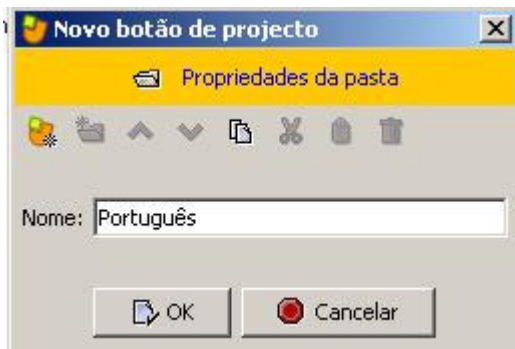 Novo botão de projecto
Propriedades da pasta
Nome: Português
OK Cancelar